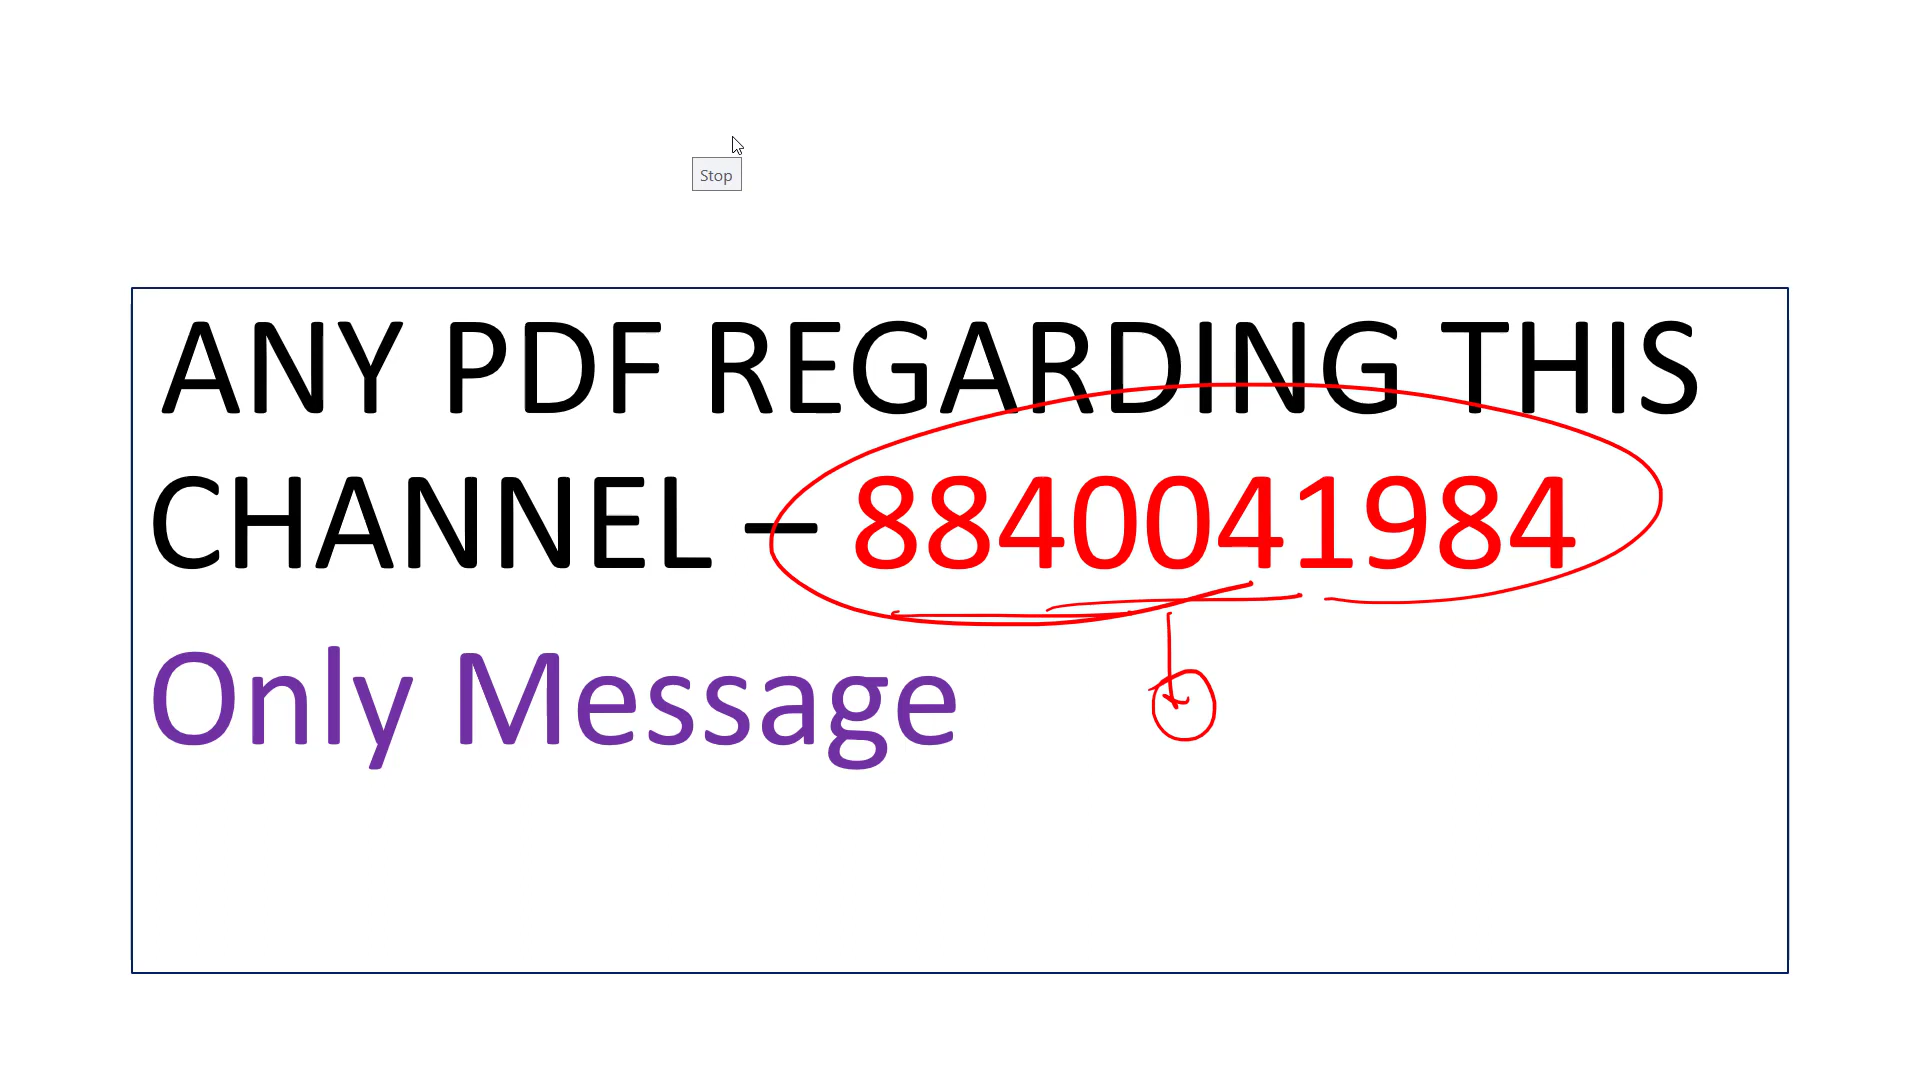 Stop
ANY PDF REGARDING THIS
CHANNEL – 8840041984
Only Message